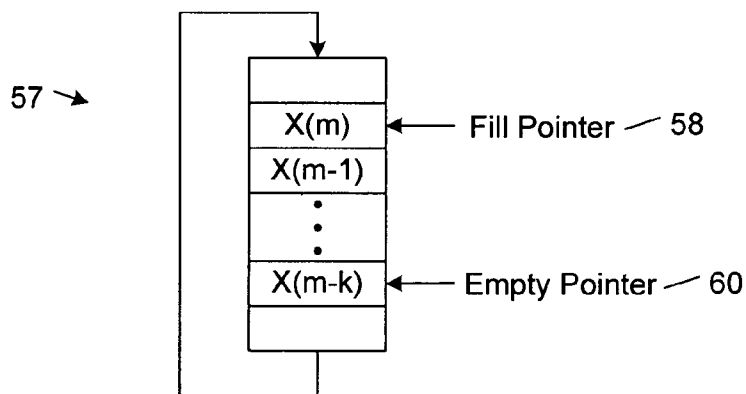 57
X(m)
Fill Pointer 58
X(m-1)
X(m-k)
Empty Pointer 60